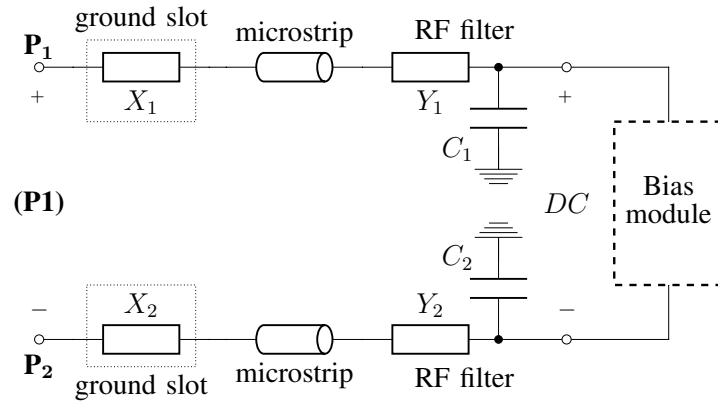 ground slot
microstrip
RF filter
P₁
+
X₁
Y₁
C₁
+
(P1)
DC
Bias
module
C₂
−
X₂
Y₂
−
P₂
ground slot
microstrip
RF filter